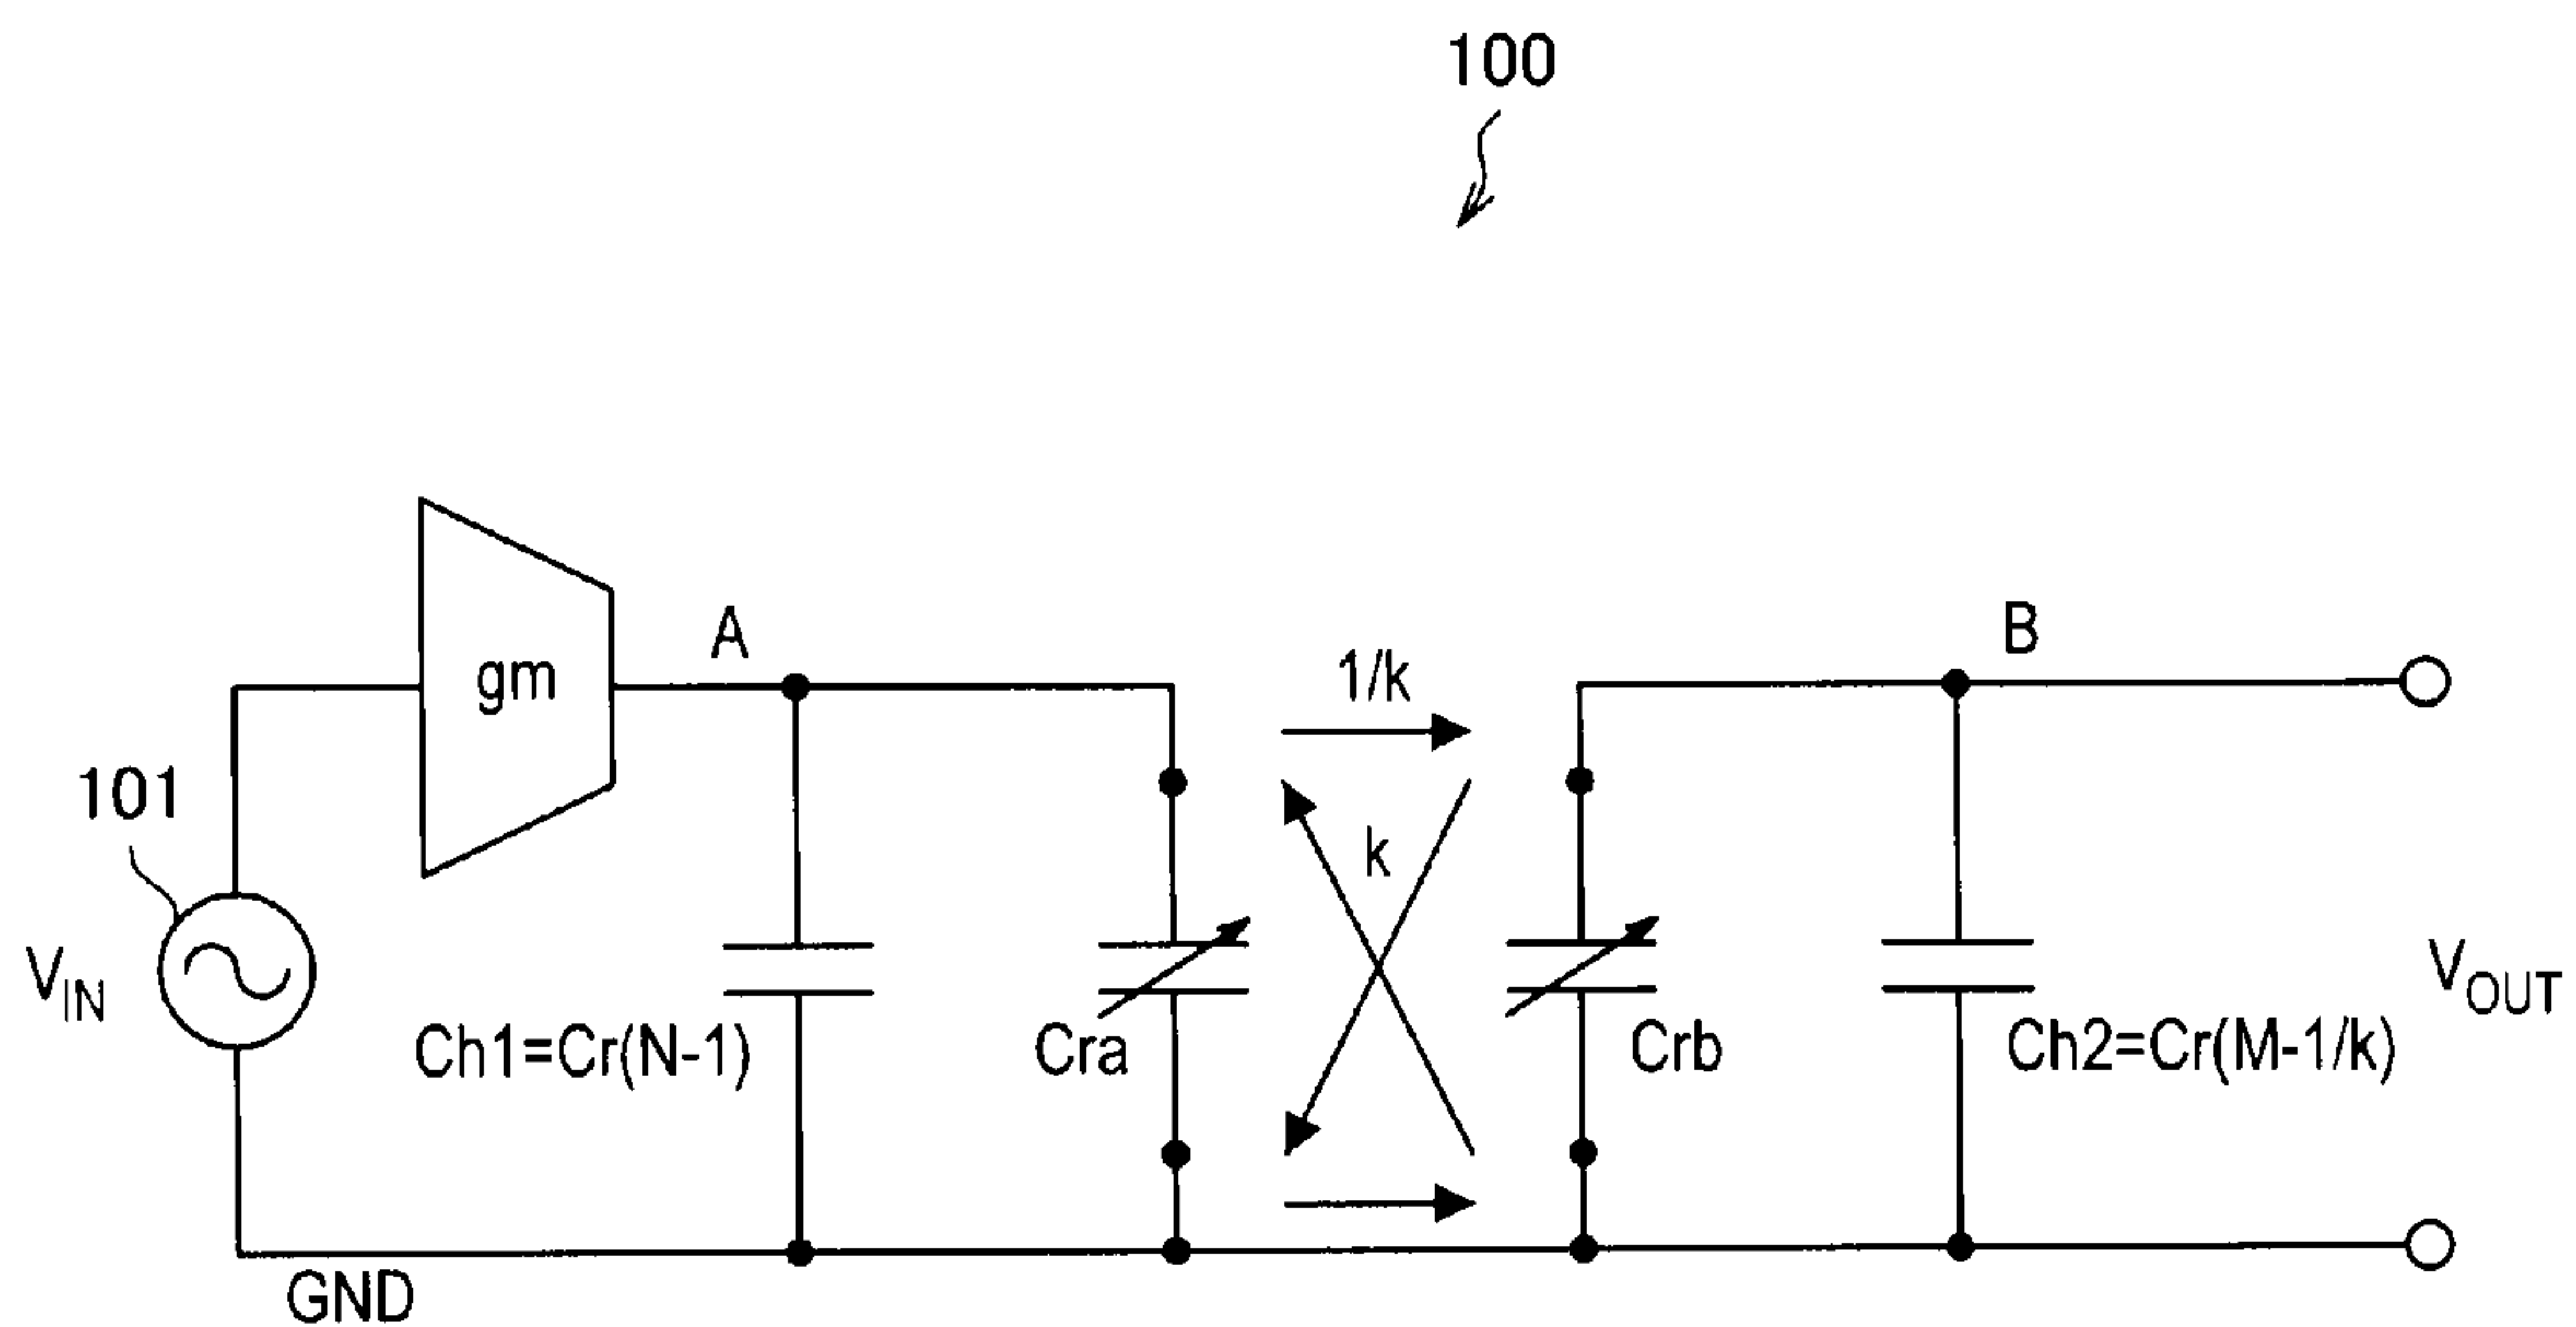 100
A
B
gm
1/k
101
k
V_IN
Ch1=Cr(N-1)
Cra
Crb
Ch2=Cr(M-1/k)
V_OUT
GND